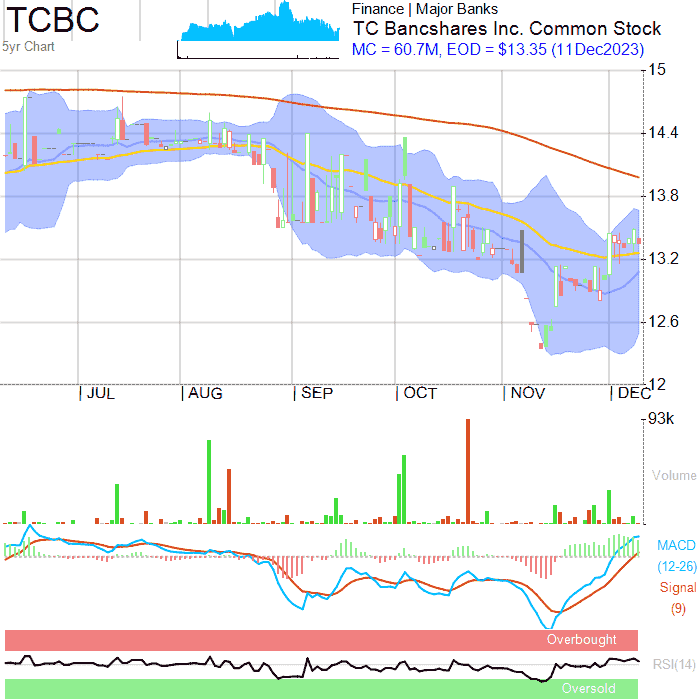 TCBC
5yr Chart
Finance | Major Banks
TC Bancshares Inc. Common Stock
MC = 60.7M, EOD = $13.35 (11Dec2023)
15
14.4
13.8
13.2
12.6
12
JUL
AUG
SEP
OCT
NOV
DEC
93k
Volume
MACD
(12-26)
Signal
(9)
Overbought
RSI(14)
Oversold